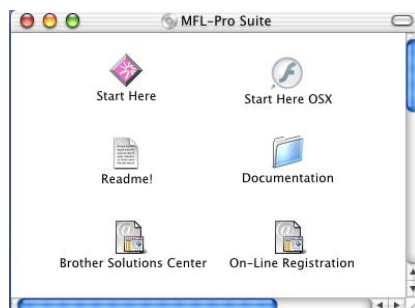 MFL-Pro Suite
Start Here
Start Here OSX
Readme!
Documentation
Brother Solutions Center
On-Line Registration